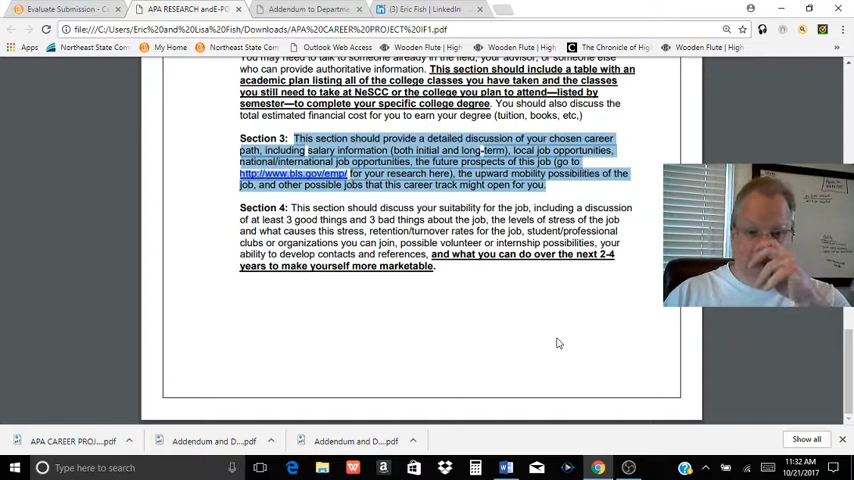 Evaluate Submission - C
APA RESEARCH andE-PO
Addendum to Departme
(3) Eric Fish | LinkedIn
file:///C:/Users/Eric%20and%20Lisa%20Fish/Downloads/APA%20CAREER%20PROJECT%20IF1.pdf
Apps
Northeast State Com
My Home
Northeast State Com
Outlook Web Access
Wooden Flute | High
Wooden Flute | High
The Chronicle of High
Wooden Flute | High
You may need to talk to someone already in the field, your advisor, or someone else
who can provide authoritative information. This section should include a table with an
academic plan listing all of the college classes you have taken and the classes
you still need to take at NeSCC or the college you plan to attend—listed by
semester—to complete your specific college degree. You should also discuss the
total estimated financial cost for you to earn your degree (tuition, books, etc,)
Section 3: This section should provide a detailed discussion of your chosen career
path, including salary information (both initial and long-term), local job opportunities,
national/international job opportunities, the future prospects of this job (go to
http://www.bls.gov/emp/ for your research here), the upward mobility possibilities of the
job, and other possible jobs that this career track might open for you.
Section 4: This section should discuss your suitability for the job, including a discussion
of at least 3 good things and 3 bad things about the job, the levels of stress of the job
and what causes this stress, retention/turnover rates for the job, student/professional
clubs or organizations you can join, possible volunteer or internship possibilities, your
ability to develop contacts and references, and what you can do over the next 2-4
years to make yourself more marketable.
APA CAREER PROJ....pdf
Addendum and D....pdf
Addendum and D....pdf
Show all
Type here to search
11:32 AM
10/21/2017